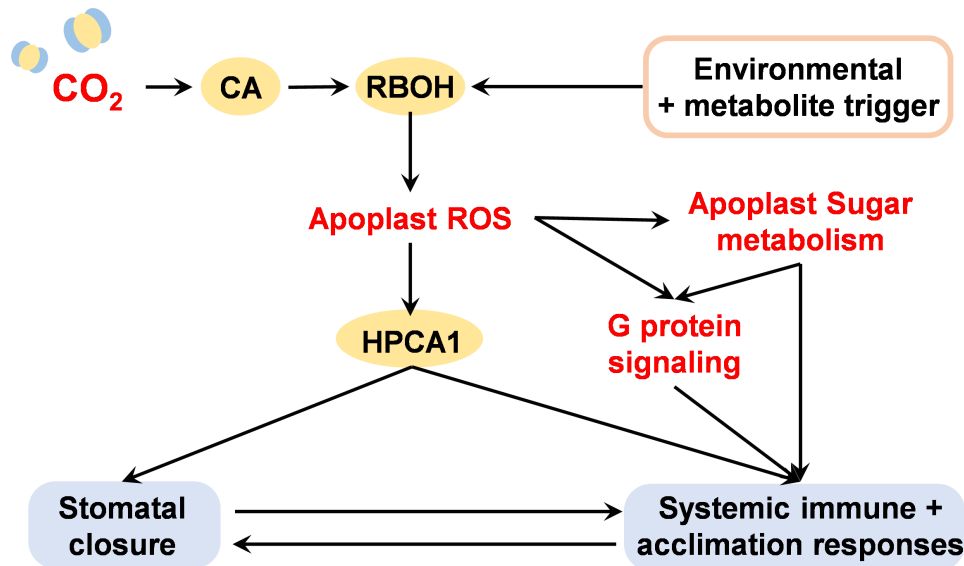 CO₂
CA
RBOH
Environmental
+ metabolite trigger
Apoplast ROS
Apoplast Sugar
metabolism
G protein
signaling
HPCA1
Stomatal
closure
Systemic immune +
acclimation responses